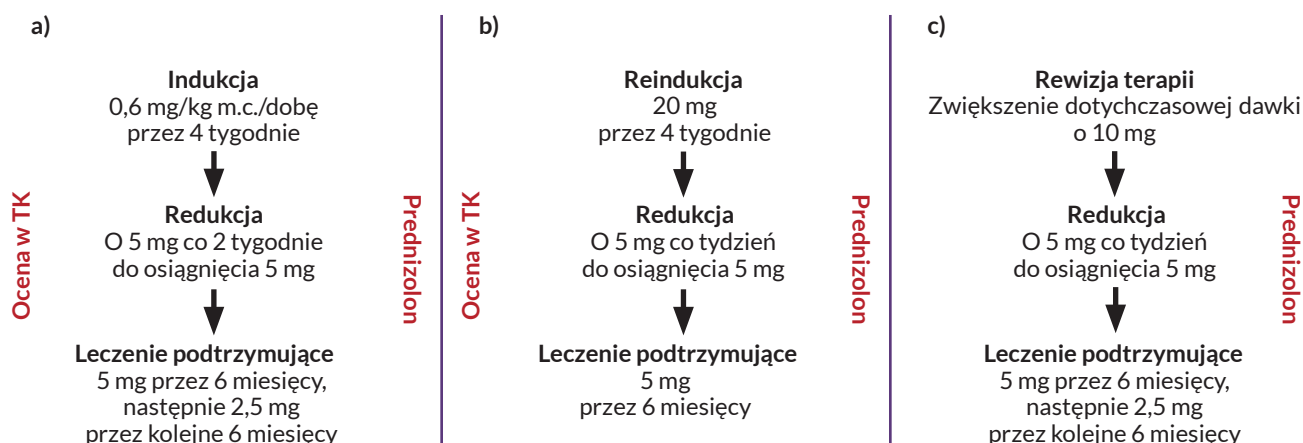 a)
Indukcja
0,6 mg/kg m.c./dobę
przez 4 tygodnie
Redukcja
O 5 mg co 2 tygodnie
do osiągnięcia 5 mg
Leczenie podtrzymujące
5 mg przez 6 miesięcy,
następnie 2,5 mg
przez kolejne 6 miesięcy
Ocena w TK
Prednizolon
b)
Reindukcja
20 mg
przez 4 tygodnie
Redukcja
O 5 mg co tydzień
do osiągnięcia 5 mg
Leczenie podtrzymujące
5 mg
przez 6 miesięcy
Ocena w TK
Prednizolon
c)
Rewizja terapii
Zwiększenie dotychczasowej dawki
o 10 mg
Redukcja
O 5 mg co tydzień
do osiągnięcia 5 mg
Leczenie podtrzymujące
5 mg przez 6 miesięcy,
następnie 2,5 mg
przez kolejne 6 miesięcy
Prednizolon